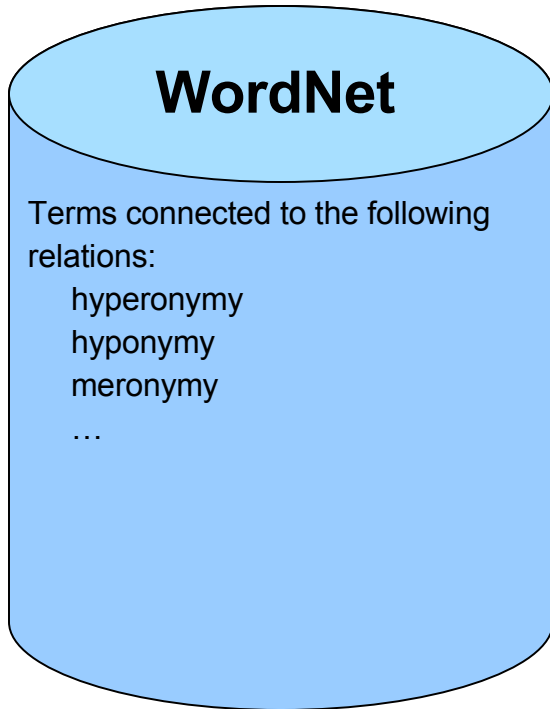 WordNet
Terms connected to the following
relations:
hyperonymy
hyponymy
meronymy
…